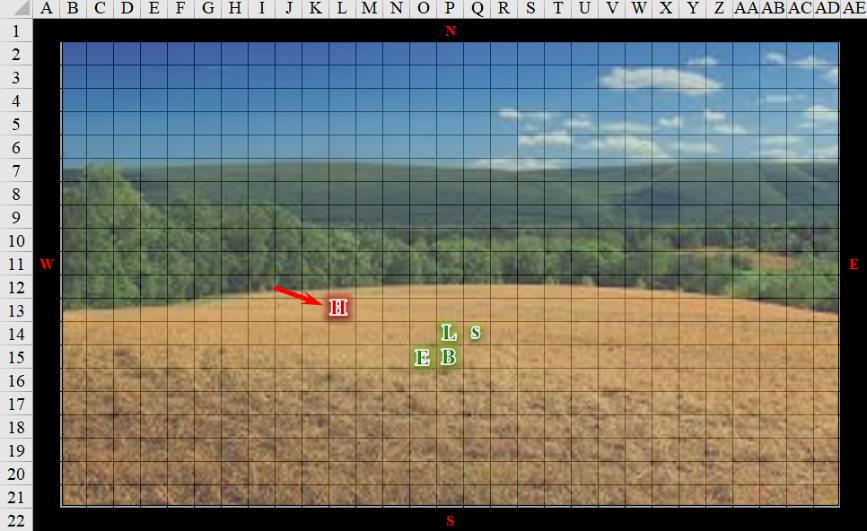 A B C D E F G H I J K L M N O P Q R S T U V W X Y Z AA AB AC AD AE
1 N
2
3
4
5
6
7
8
9
10
11 W E
12
13 H
14 L s
15 E B
16
17
18
19
20
21
22 S